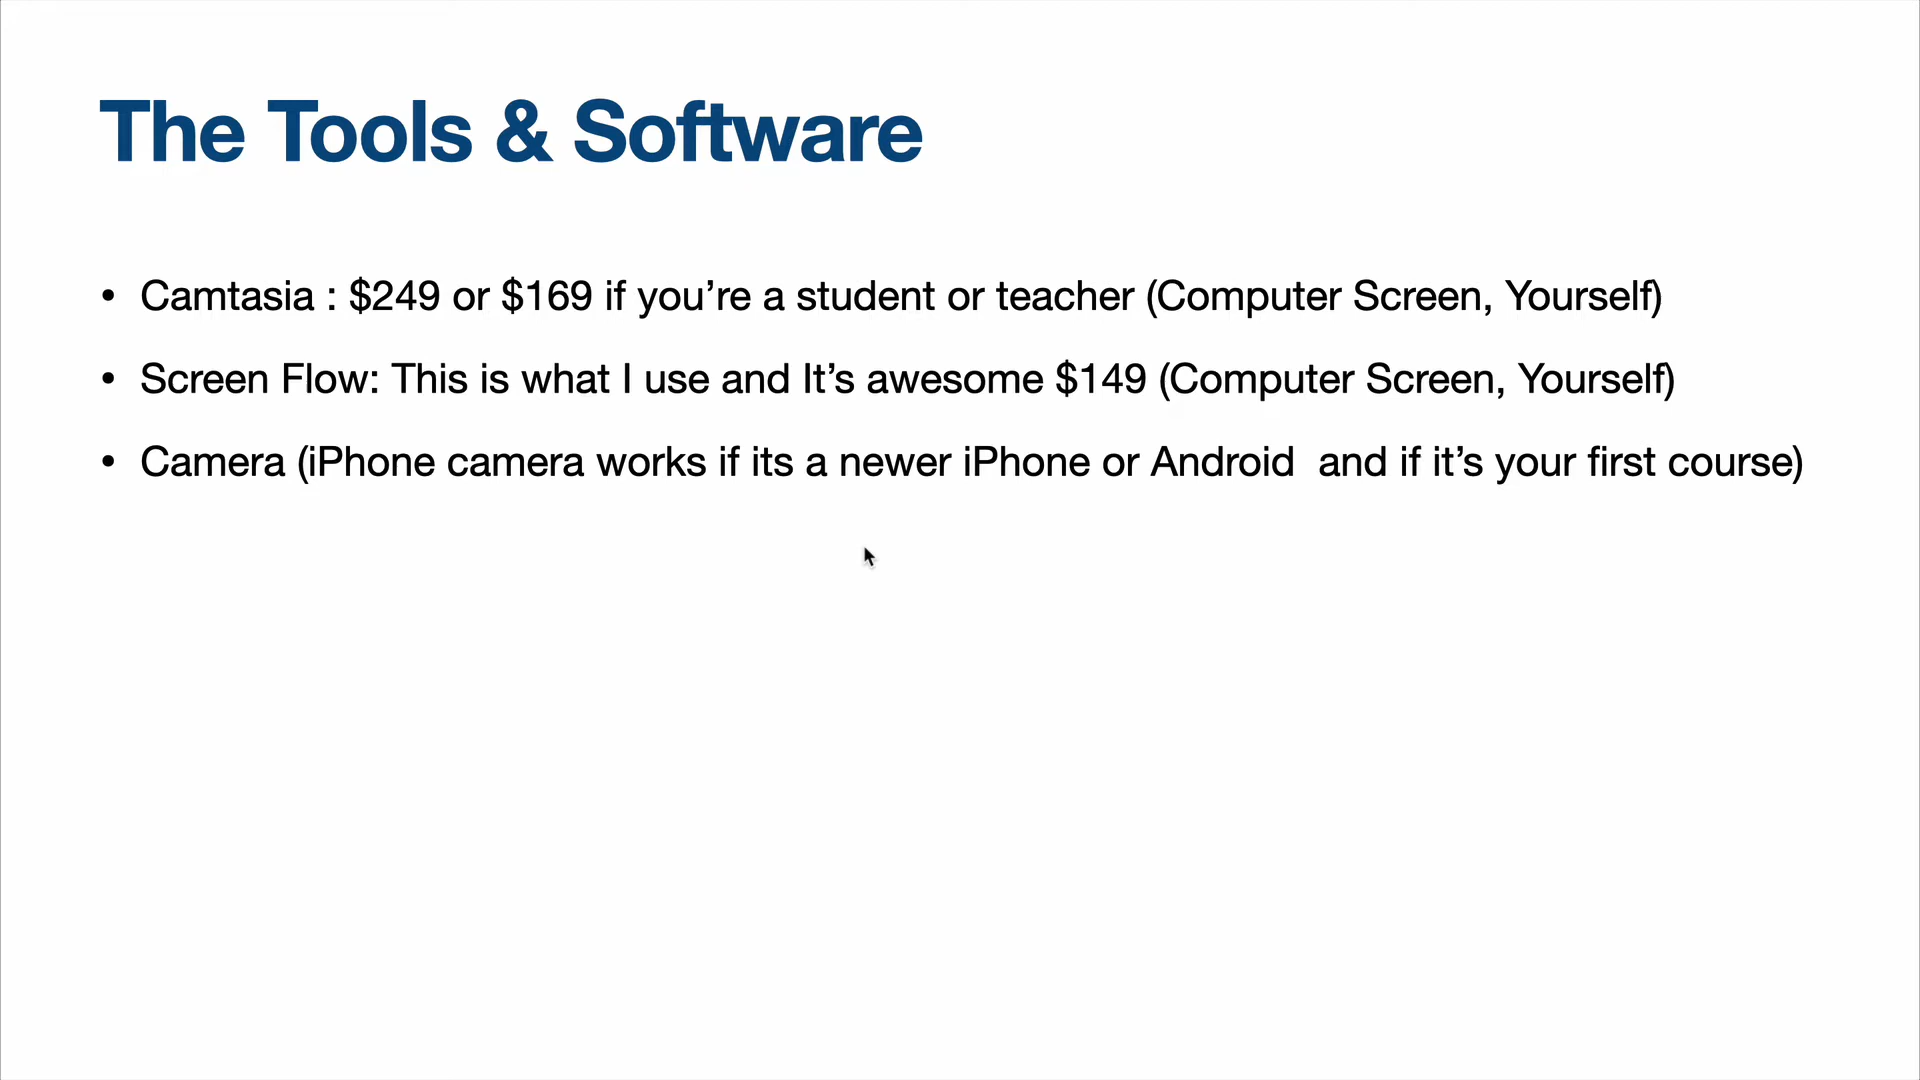 The Tools & Software
• Camtasia : $249 or $169 if you’re a student or teacher (Computer Screen, Yourself)
• Screen Flow: This is what I use and It’s awesome $149 (Computer Screen, Yourself)
• Camera (iPhone camera works if its a newer iPhone or Android  and if it’s your first course)